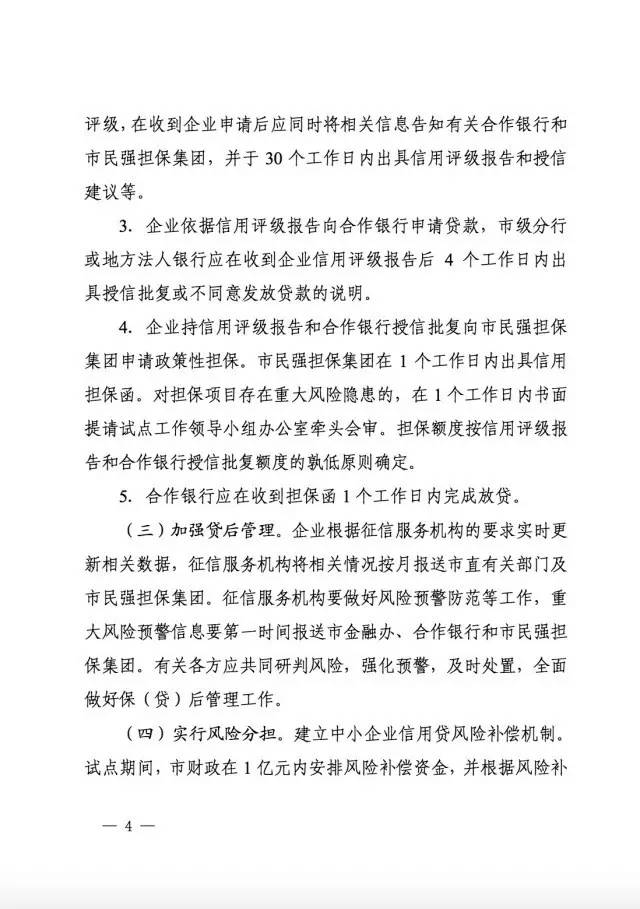 评级，在收到企业申请后应同时将相关信息告知有关合作银行和
市民强担保集团，并于 30 个工作日内出具信用评级报告和授信
建议等。
3. 企业依据信用评级报告向合作银行申请贷款，市级分行
或地方法人银行应在收到企业信用评级报告后 4 个工作日内出
具授信批复或不同意发放贷款的说明。
4. 企业持信用评级报告和合作银行授信批复向市民强担保
集团申请政策性担保。市民强担保集团在 1 个工作日内出具信用
担保函。对担保项目存在重大风险隐患的，在 1 个工作日内书面
提请试点工作领导小组办公室牵头会审。担保额度按信用评级报
告和合作银行授信批复额度的孰低原则确定。
5. 合作银行应在收到担保函 1 个工作日内完成放贷。
（三）加强贷后管理。企业根据征信服务机构的要求实时更
新相关数据，征信服务机构将相关情况按月报送市直有关部门及
市民强担保集团。征信服务机构要做好风险预警防范等工作，重
大风险预警信息要第一时间报送市金融办、合作银行和市民强担
保集团。有关各方应共同研判风险，强化预警，及时处置，全面
做好保（贷）后管理工作。
（四）实行风险分担。建立中小企业信用贷风险补偿机制。
试点期间，市财政在 1 亿元内安排风险补偿资金，并根据风险补
— 4 —